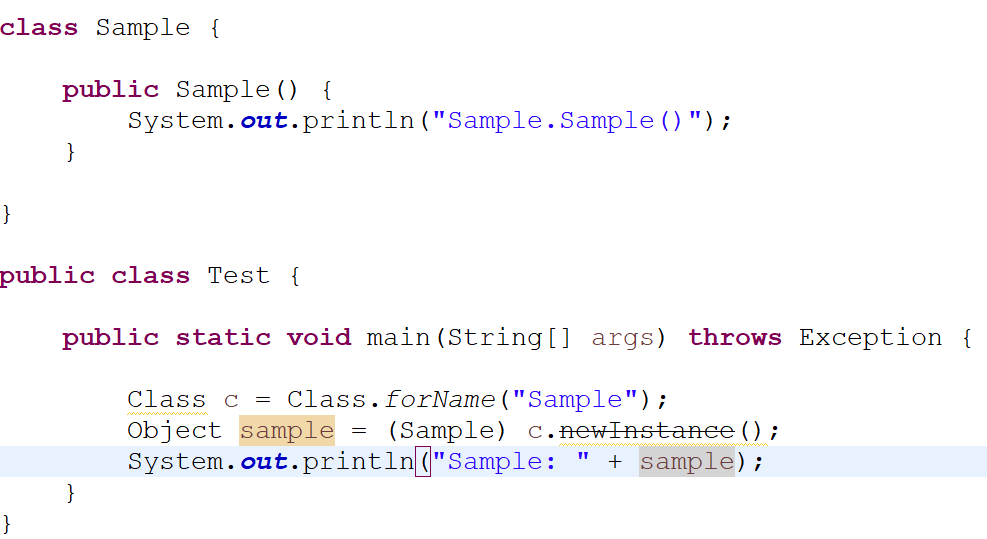 class Sample {
public Sample() {
System.out.println("Sample.Sample()");
}
}
public class Test {
public static void main(String[] args) throws Exception {
Class c = Class.forName("Sample");
Object sample = (Sample) c.newInstance();
System.out.println("Sample: " + sample);
}
}